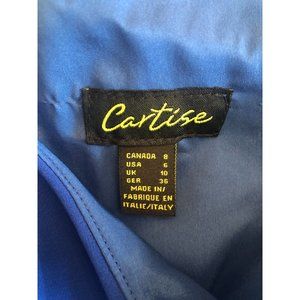 Cartise
CANADA 8
USA 6
UK 10
GER 36
MADE IN/
FABRIQUE EN
ITALIE/ITALY